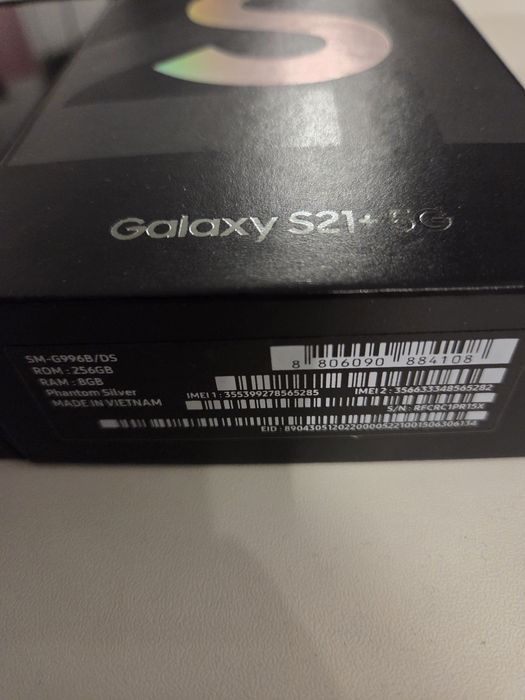 S
Galaxy S21+ 5G
SM-G996B/DS
ROM : 256GB
RAM : 8GB
Phantom Silver
MADE IN VIETNAM
8 806090 884108
IMEI 1 : 355399278565285
IMEI 2 : 356633348565282
S/N : RFCRC1PR15X
EID : 89043051202200005221001506306134